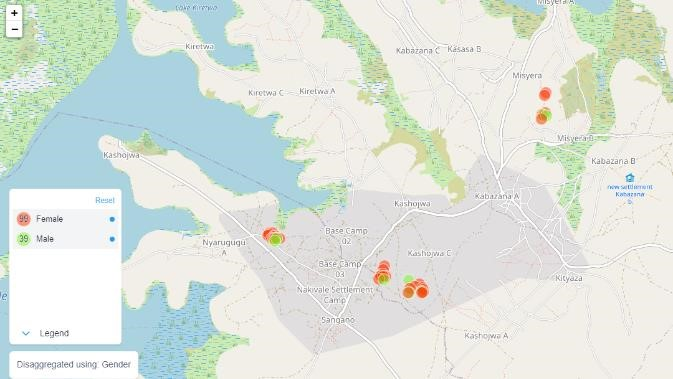 +
−
Lake Kiretwa
Misyera A
Kiretwa
Kabazana C
Kasasa B
Misyera
Kiretwa C
Kiretwa A
Misyera B
Kashojwa
Kabazana B
new settlement
Kabazana
Reset
99 Female
39 Male
Kabazana A
Kashojwa
Nyarugugu
A
Base Camp
02
Kashojwa C
Base Camp
03
Nakivale Settlement
Camp
Kityaza
Sangano
Legend
Kashojwa A
Disaggregated using: Gender